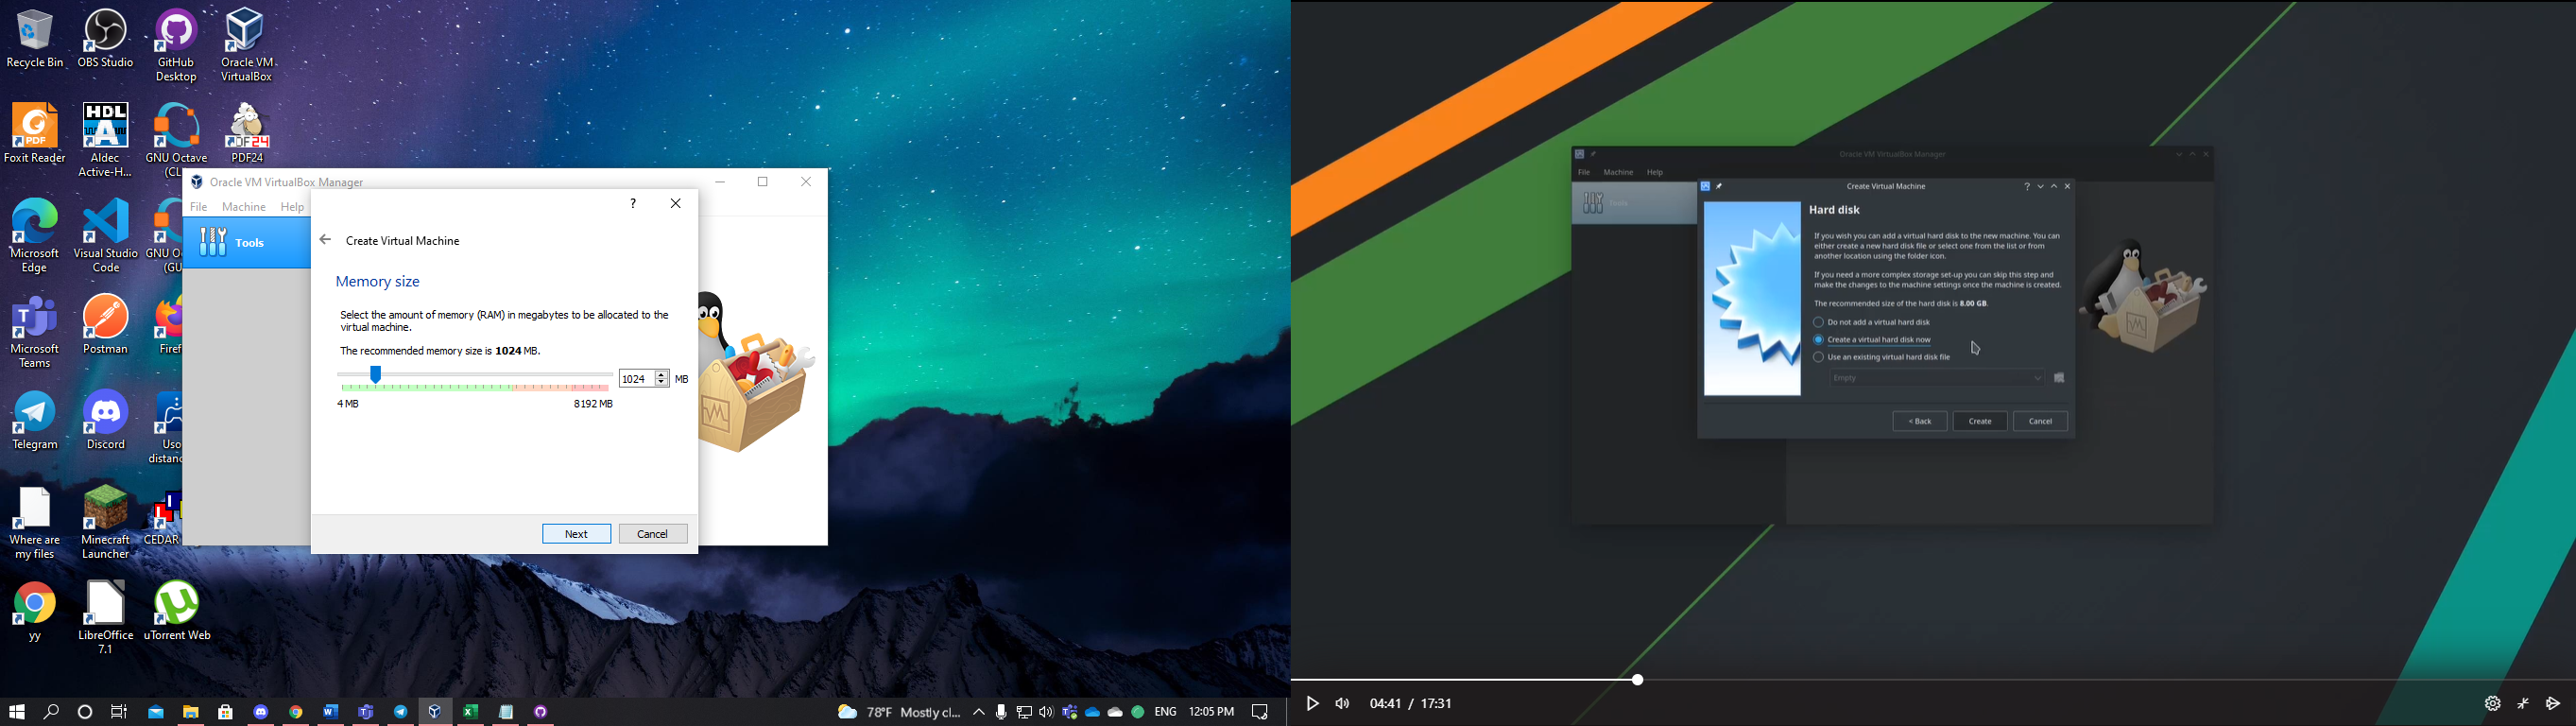 Recycle Bin
OBS Studio
GitHub
Desktop
Oracle VM
VirtualBox
Foxit Reader
HDL
Aldec
Active-H...
GNU Octave
(CL
PDF24
Microsoft
Edge
Visual Studio
Code
GNU O
(GU
Microsoft
Teams
Postman
Firef
Telegram
Discord
Uso
distanc
Where are
my files
Minecraft
Launcher
CEDAR
yy
LibreOffice
7.1
uTorrent Web
Oracle VM VirtualBox Manager
File Machine Help
Tools
?
Create Virtual Machine
Memory size
Select the amount of memory (RAM) in megabytes to be allocated to the
virtual machine.
The recommended memory size is 1024 MB.
1024 MB
4 MB 8192 MB
Next Cancel
78°F Mostly cl... ENG 12:05 PM
Oracle VM VirtualBox Manager
File Machine Help
Tools
Create Virtual Machine
?
Hard disk
If you wish you can add a virtual hard disk to the new machine. You can
either create a new hard disk file or select one from the list or from
another location using the folder icon.
If you need a more complex storage set-up you can skip this step and
make the changes to the machine settings once the machine is created.
The recommended size of the hard disk is 8.00 GB.
Do not add a virtual hard disk
Create a virtual hard disk now
Use an existing virtual hard disk file
Empty
< Back Create Cancel
04:41 / 17:31